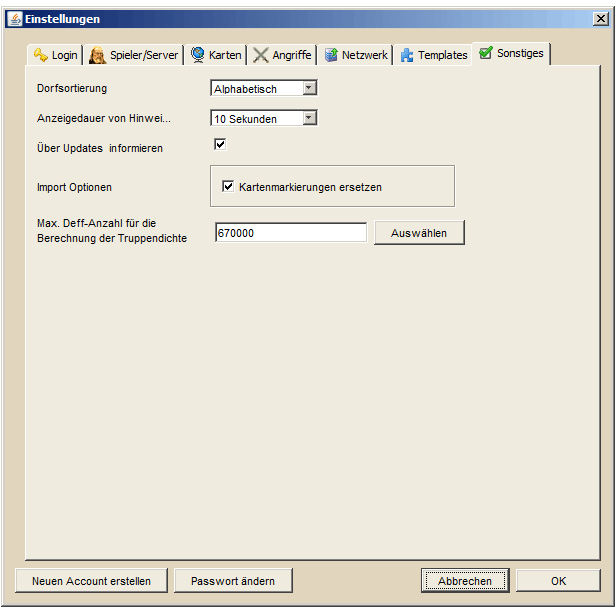 Einstellungen
Login Spieler/Server Karten Angriffe Netzwerk Templates Sonstiges
Dorfsortierung Alphabetisch
Anzeigedauer von Hinwei... 10 Sekunden
Über Updates informieren
Import Optionen Kartenmarkierungen ersetzen
Max. Deff-Anzahl für die
Berechnung der Truppendichte 670000 Auswählen
Neuen Account erstellen Passwort ändern Abbrechen OK